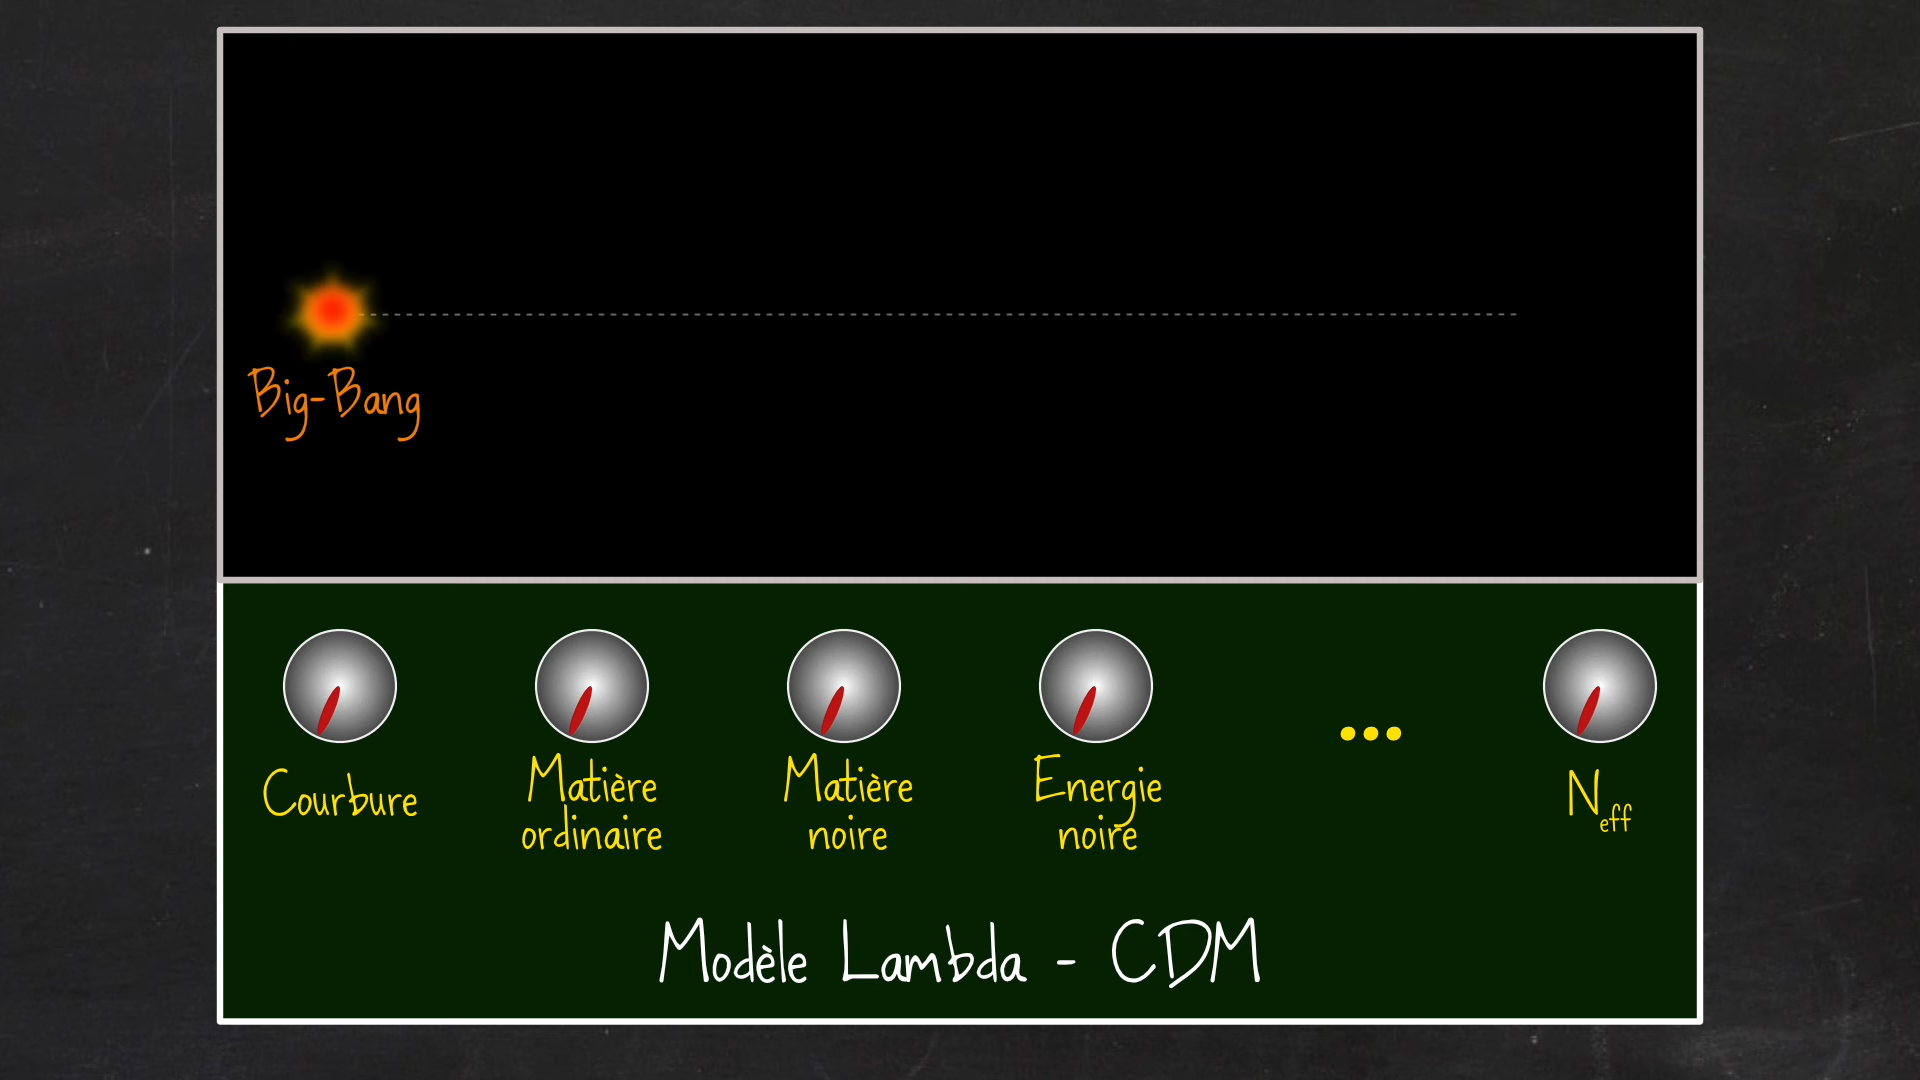 Big-Bang
Courbure
Matière
ordinaire
Matière
noire
Energie
noire
...
Neff
Modèle Lambda - CDM